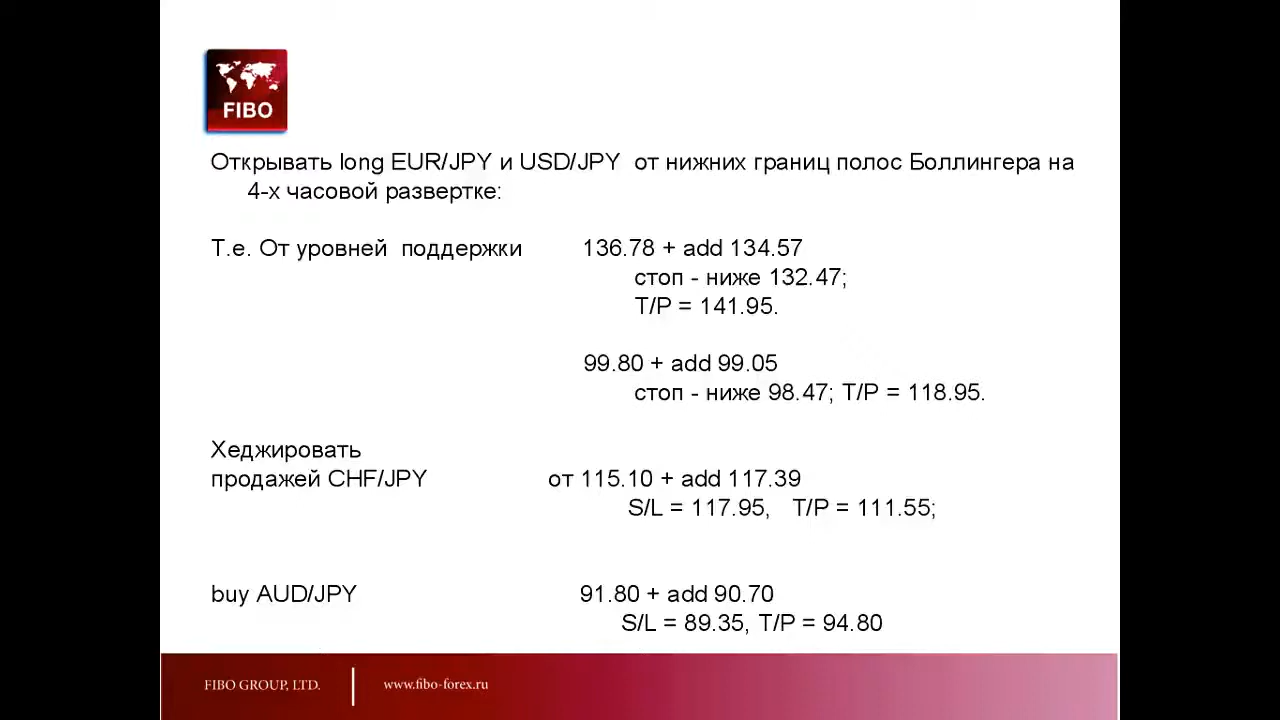 FIBO
Открывать long EUR/JPY и USD/JPY от нижних границ полос Боллингера на
4-х часовой развертке:
Т.е. От уровней поддержки 136.78 + add 134.57
стоп - ниже 132.47;
T/P = 141.95.
99.80 + add 99.05
стоп - ниже 98.47; T/P = 118.95.
Хеджировать
продажей CHF/JPY от 115.10 + add 117.39
S/L = 117.95, T/P = 111.55;
buy AUD/JPY 91.80 + add 90.70
S/L = 89.35, T/P = 94.80
FIBO GROUP, LTD. www.fibo-forex.ru